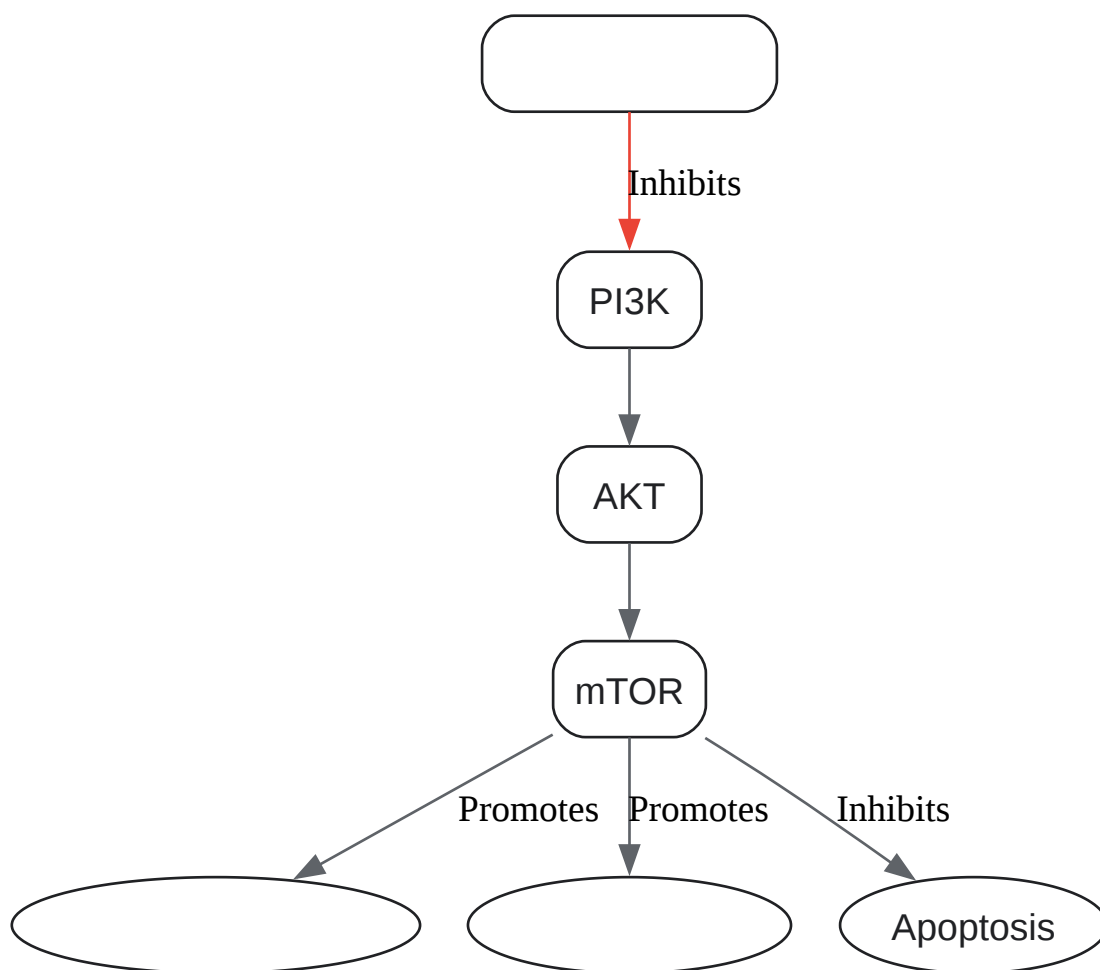 Inhibits
PI3K
AKT
mTOR
Promotes Promotes Inhibits
Apoptosis